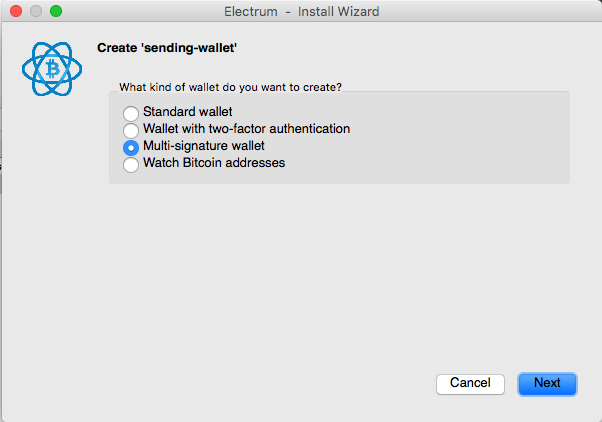 Electrum - Install Wizard
Create 'sending-wallet'
What kind of wallet do you want to create?
Standard wallet
Wallet with two-factor authentication
Multi-signature wallet
Watch Bitcoin addresses
Cancel
Next